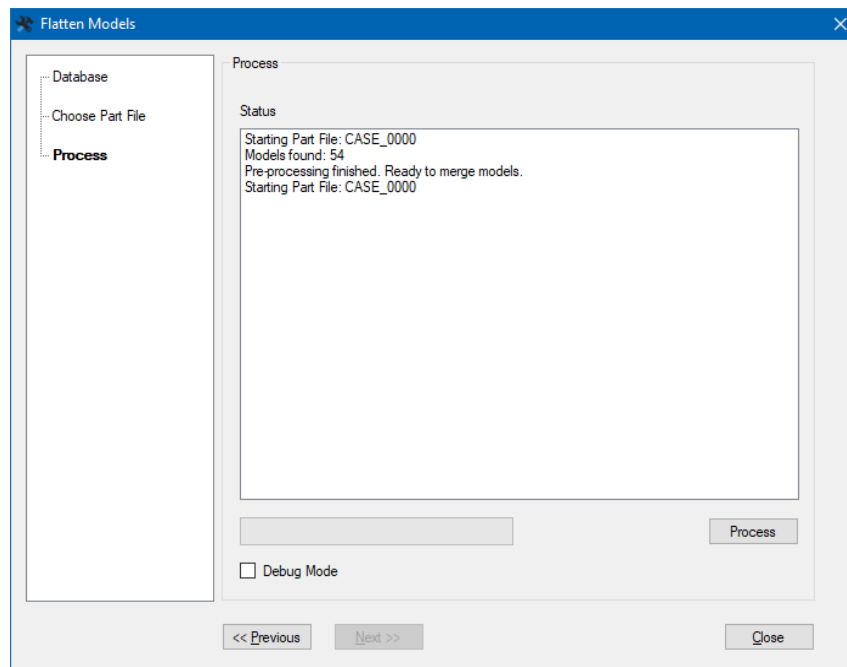 Flatten Models
Database
Choose Part File
Process
Process
Status
Starting Part File: CASE_0000
Models found: 54
Pre-processing finished. Ready to merge models.
Starting Part File: CASE_0000
Process
Debug Mode
<< Previous
Next >>
Close